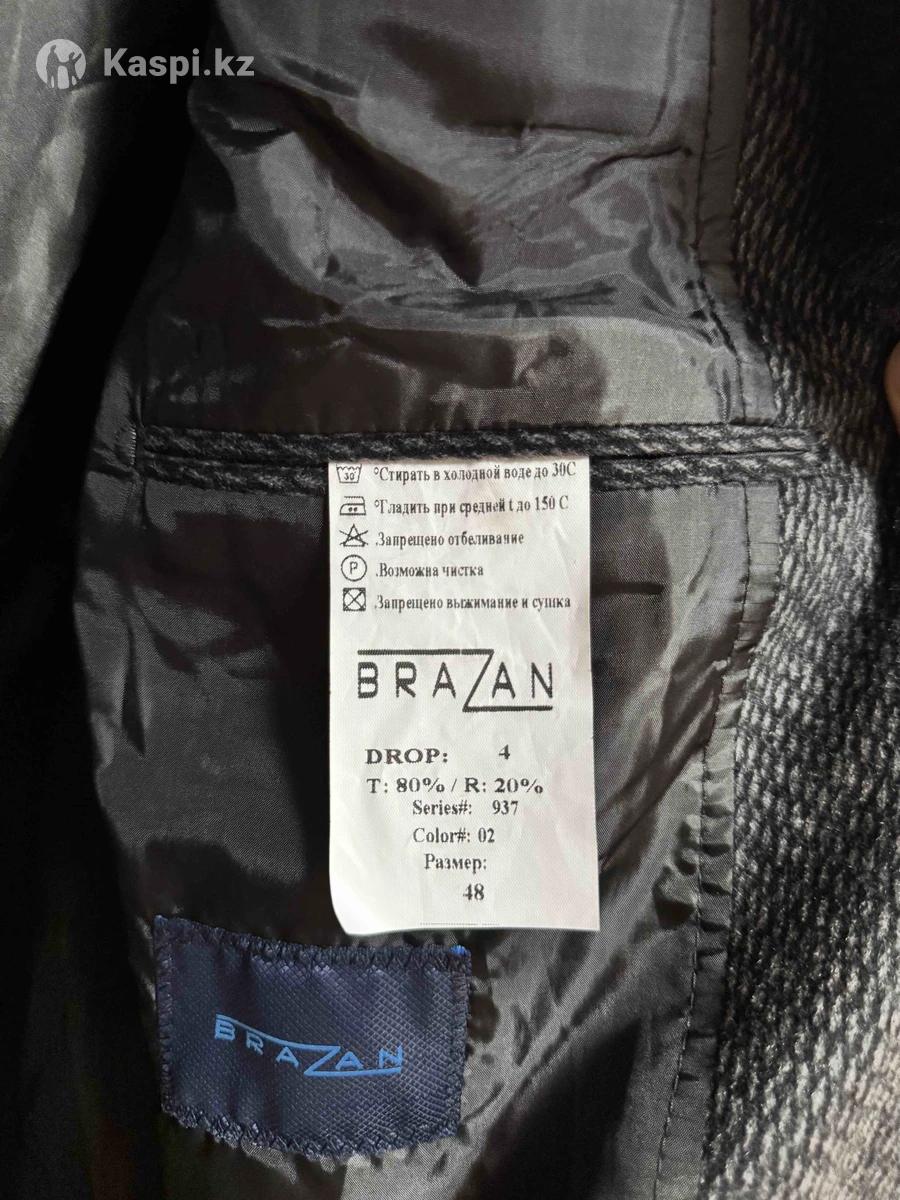 Kaspi.kz
30°
°Стирать в холодной воде до 30С
°Гладить при средней t до 150 С
.Запрещено отбеливание
P
.Возможна чистка
.Запрещено выжимание и сушка
BRAZAN
DROP: 4
T: 80% / R: 20%
Series#: 937
Color#: 02
Размер:
48
BRAZAN